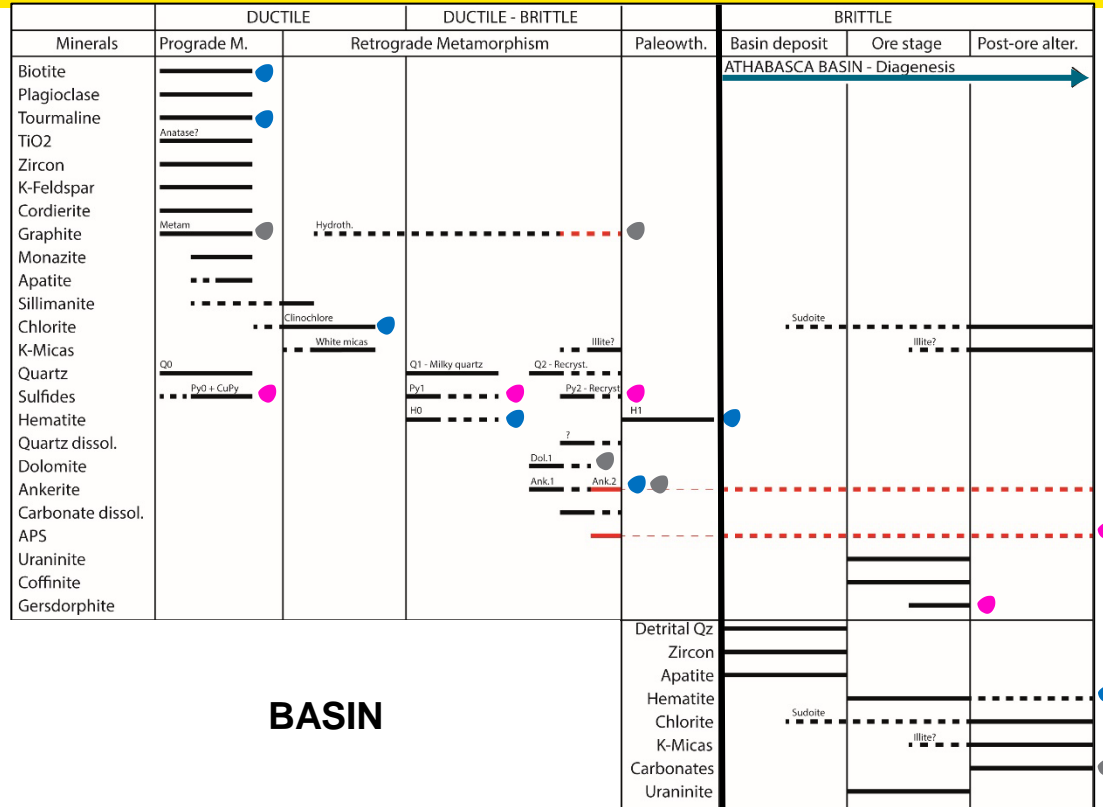 DUCTILE DUCTILE - BRITTLE BRITTLE
Minerals Prograde M. Retrograde Metamorphism Paleowth. Basin deposit Ore stage Post-ore alter.
Biotite ATHABASCA BASIN - Diagenesis
Plagioclase
Tourmaline
TiO2 Anatase?
Zircon
K-Feldspar
Cordierite
Graphite Metam Hydroth.
Monazite
Apatite
Sillimanite
Chlorite Clinochlore Sudoite
K-Micas White micas Illite? Illite?
Quartz Q0 Q1 - Milky quartz Q2 - Recryst.
Sulfides Py0 + CuPy Py1 Py2 - Recryst
Hematite H0 H1
Quartz dissol. ?
Dolomite Dol.1
Ankerite Ank.1 Ank.2
Carbonate dissol.
APS
Uraninite
Coffinite
Gersdorphite
Detrital Qz
Zircon
Apatite
Hematite
BASIN
Chlorite Sudoite
K-Micas Illite?
Carbonates
Uraninite